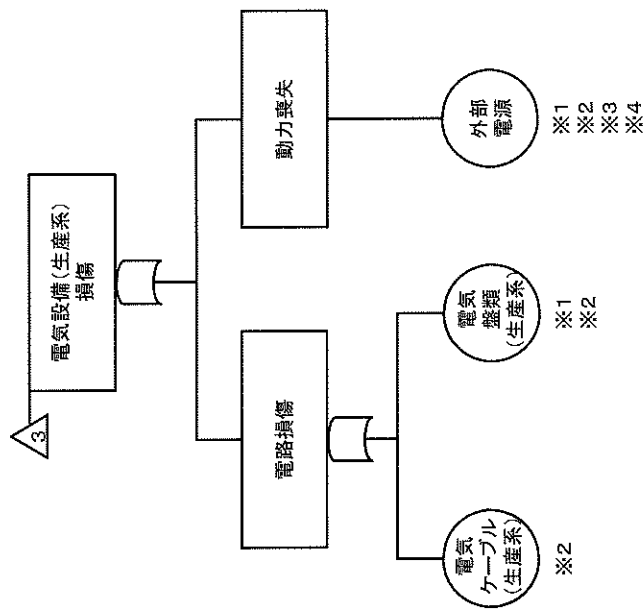 3
電気設備(生産系)
損傷
電路損傷
動力喪失
電気
ケーブル
(生産系)
※2
電気
盤類
(生産系)
※1
※2
外部
電源
※1
※2
※3
※4